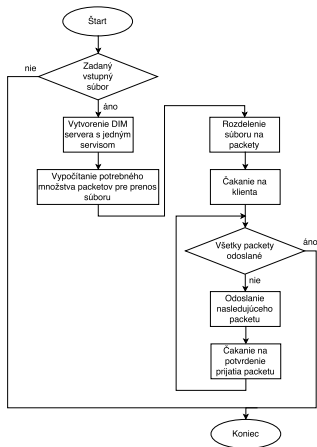 Štart
nie
Zadaný
vstupný
súbor
áno
Vytvorenie DIM
servera s jedným
servisom
Vypočítanie potrebného
množstva packetov pre prenos
súboru
Rozdelenie
súboru na
packety
Čakanie na
klienta
Všetky packety
odoslané
áno
nie
Odoslanie
nasledujúceho
packetu
Čakanie na
potvrdenie
prijatia packetu
Koniec